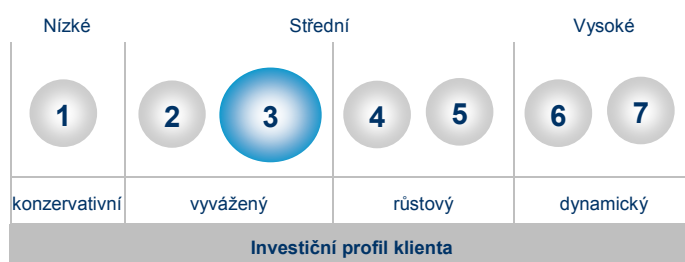 Nízké Střední Vysoké
1 2 3 4 5 6 7
konzervativní vyvážený růstový dynamický
Investiční profil klienta